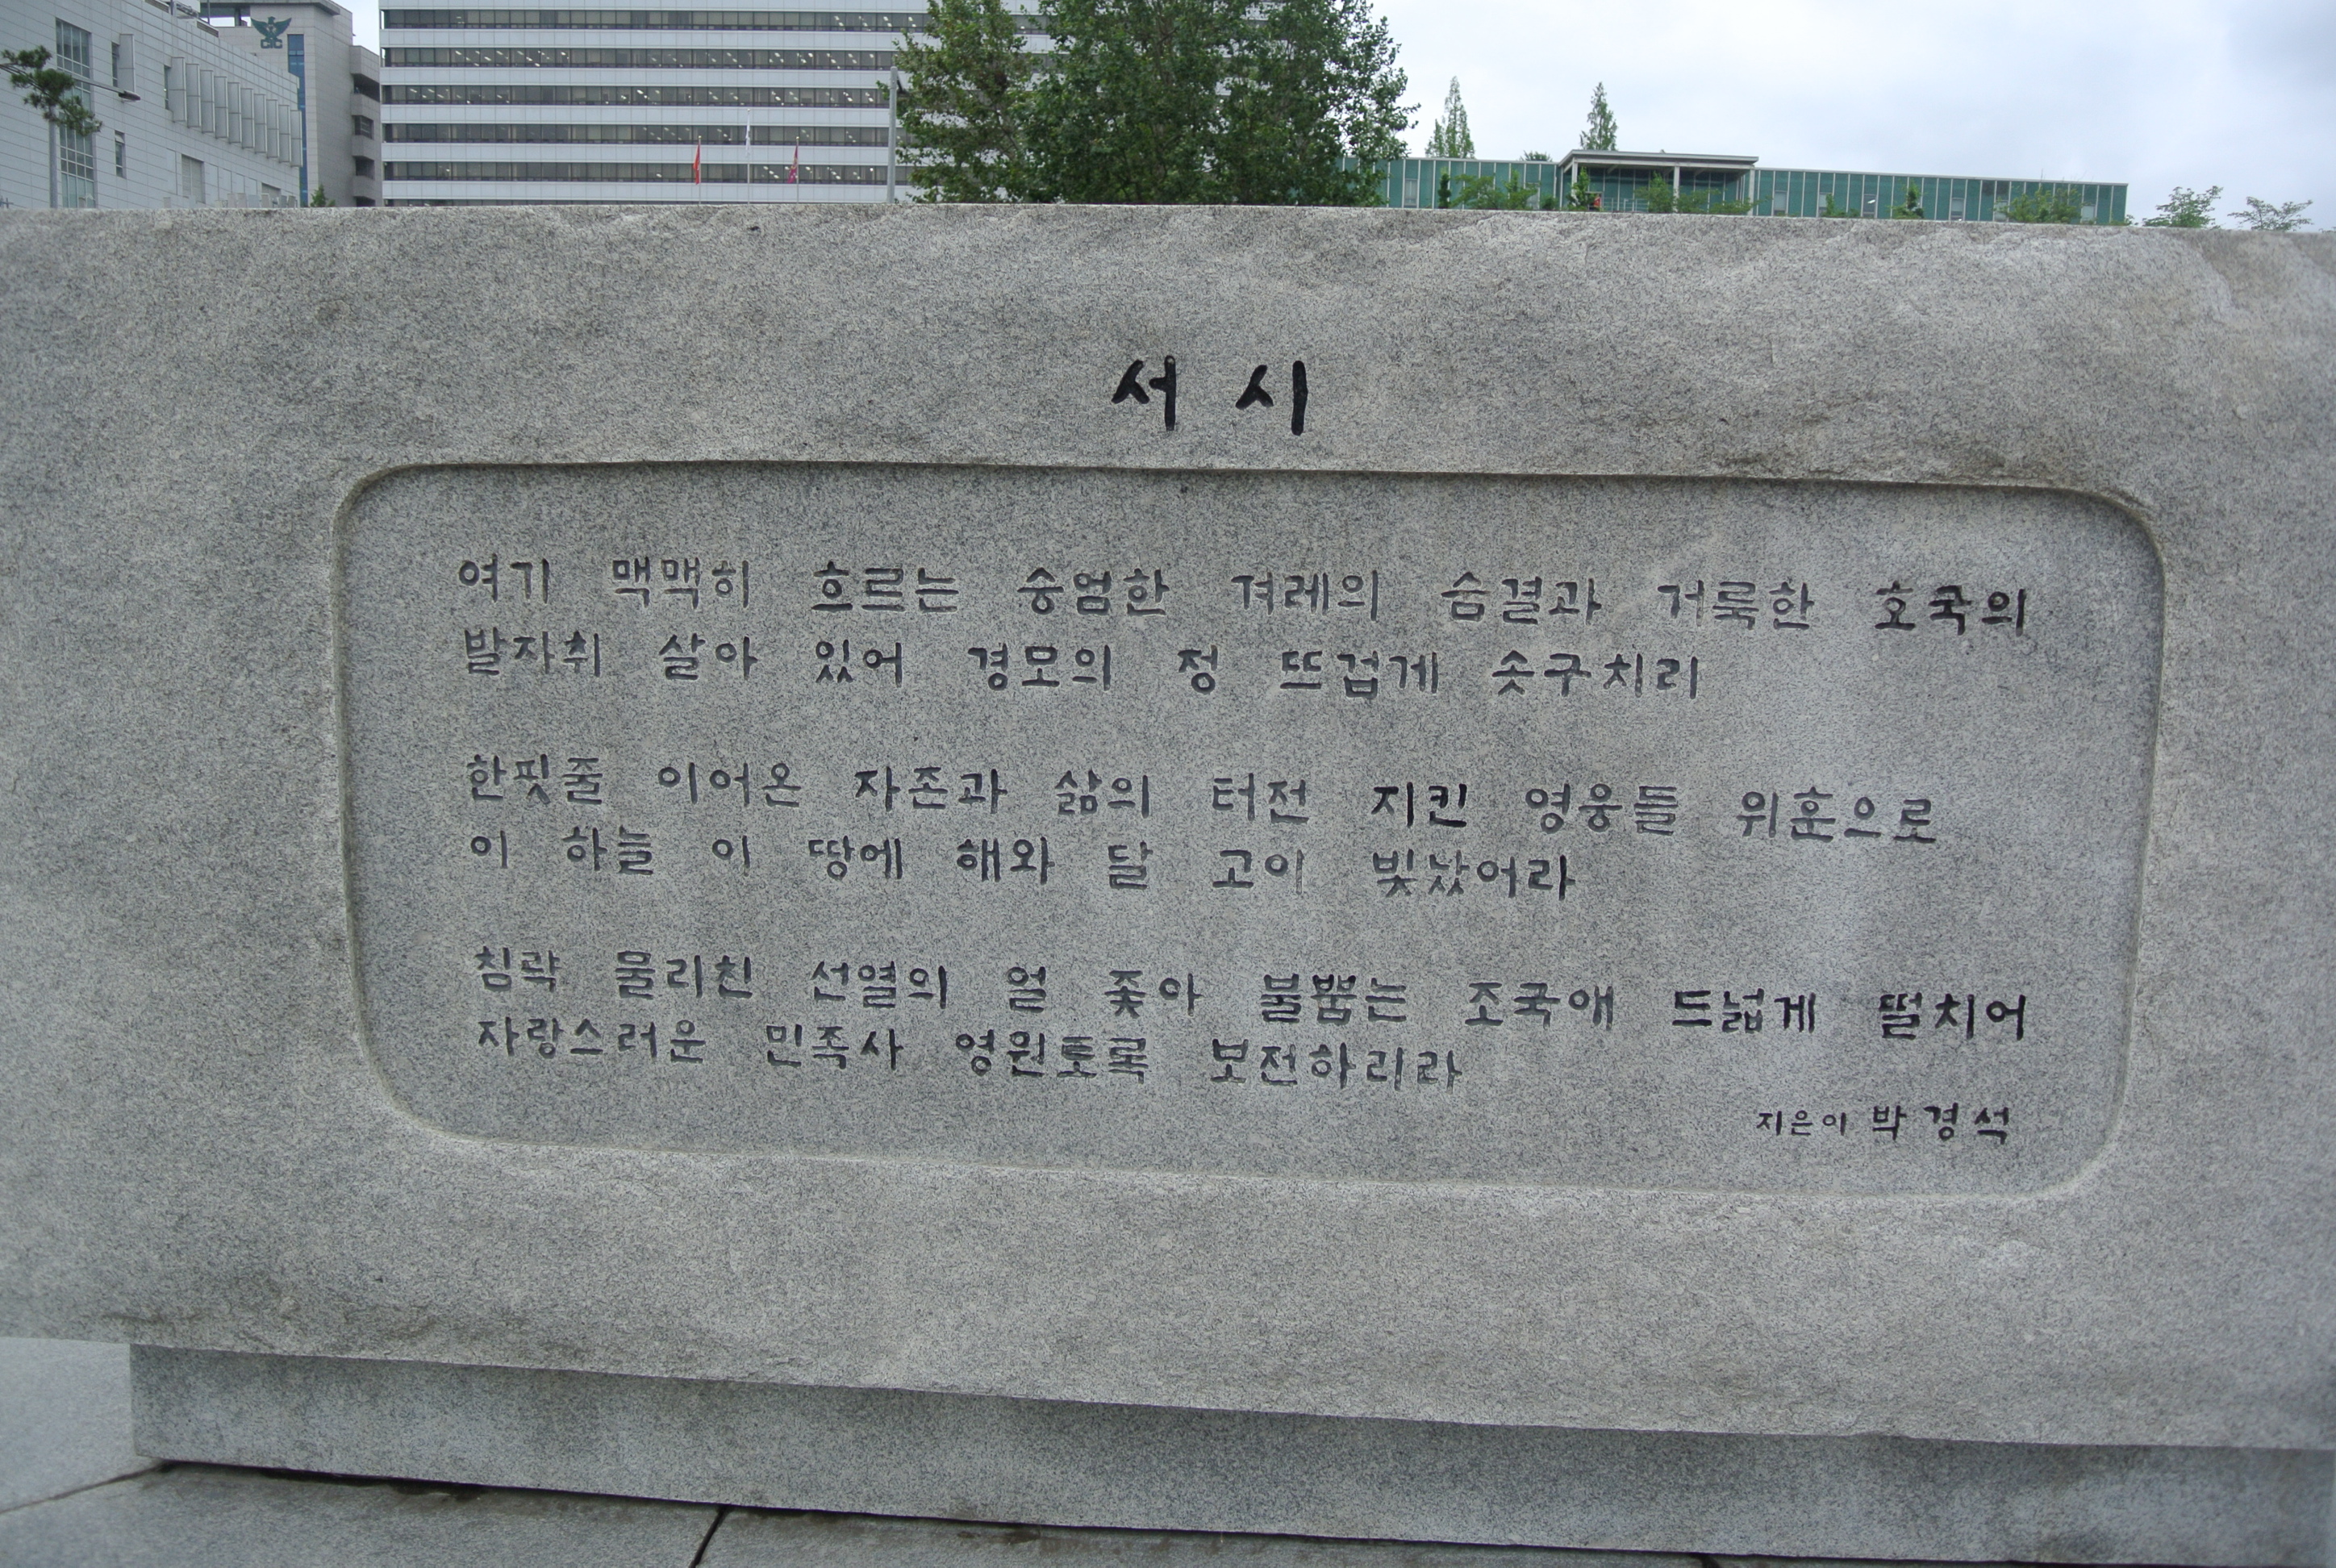 서 시
여기 맥맥히 흐르는 숭엄한 겨레의 숨결과 거룩한 호국의
발자취 살아 있어 경모의 정 뜨겁게 솟구치리
한핏줄 이어온 자존과 삶의 터전 지킨 영웅들 위훈으로
이 하늘 이 땅에 해와 달 고이 빛났어라
침략 물리친 선열의 얼 좇아 불뿜는 조국애 드넓게 떨치어
자랑스러운 민족사 영원토록 보전하리라
지은이 박경석